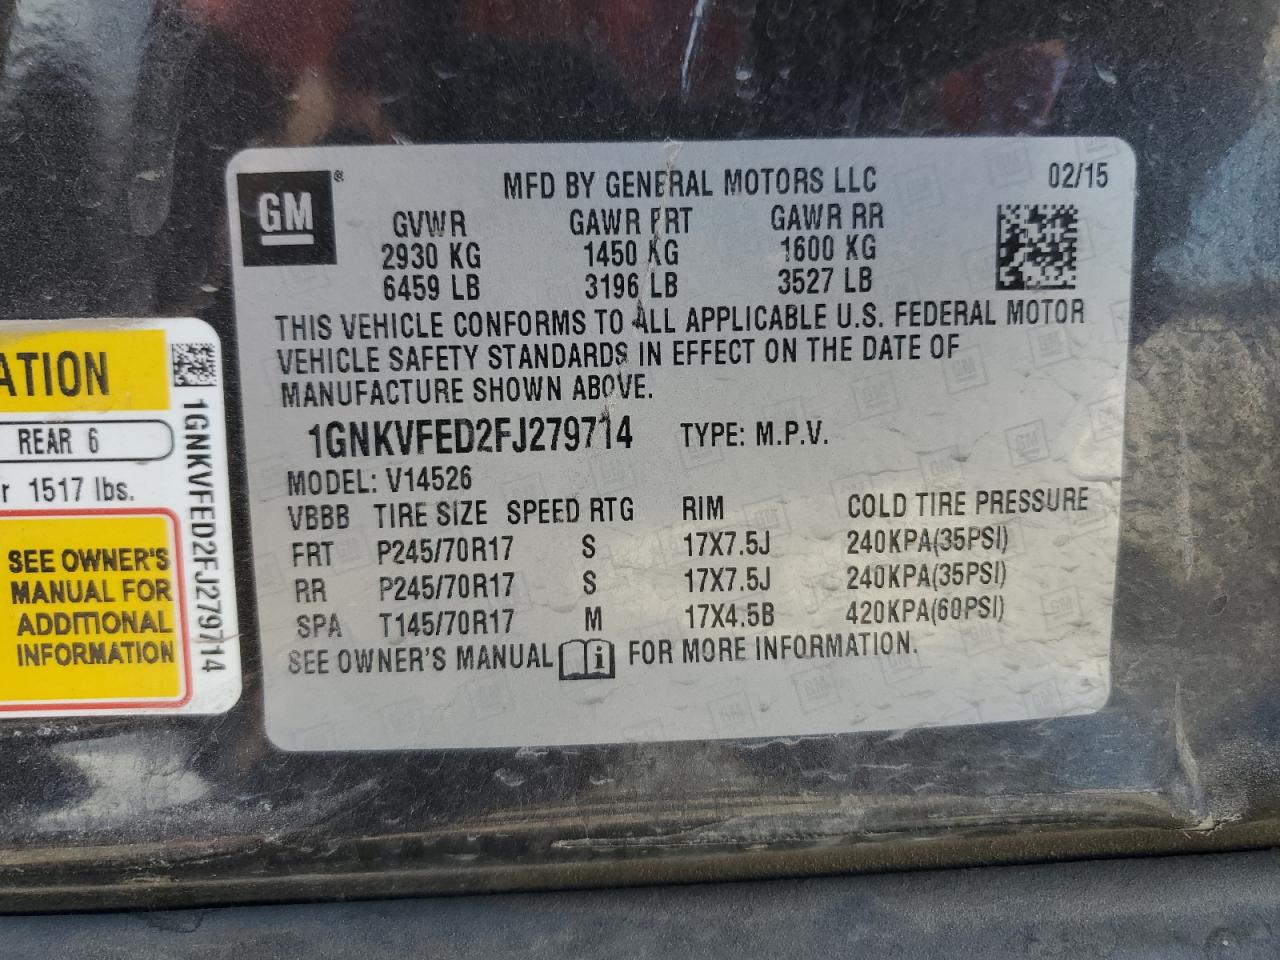 GM ®
MFD BY GENERAL MOTORS LLC 02/15
GVWR GAWR FRT GAWR RR
2930 KG 1450 KG 1600 KG
6459 LB 3196 LB 3527 LB
THIS VEHICLE CONFORMS TO ALL APPLICABLE U.S. FEDERAL MOTOR
VEHICLE SAFETY STANDARDS IN EFFECT ON THE DATE OF
MANUFACTURE SHOWN ABOVE.
1GNKVFED2FJ279714 TYPE: M.P.V.
MODEL: V14526
VBBB TIRE SIZE SPEED RTG RIM COLD TIRE PRESSURE
FRT P245/70R17 S 17X7.5J 240KPA(35PSI)
RR P245/70R17 S 17X7.5J 240KPA(35PSI)
SPA T145/70R17 M 17X4.5B 420KPA(60PSI)
SEE OWNER'S MANUAL i FOR MORE INFORMATION.
ATION
REAR 6
r 1517 lbs.
SEE OWNER'S
MANUAL FOR
ADDITIONAL
INFORMATION
1GNKVFED2FJ279714